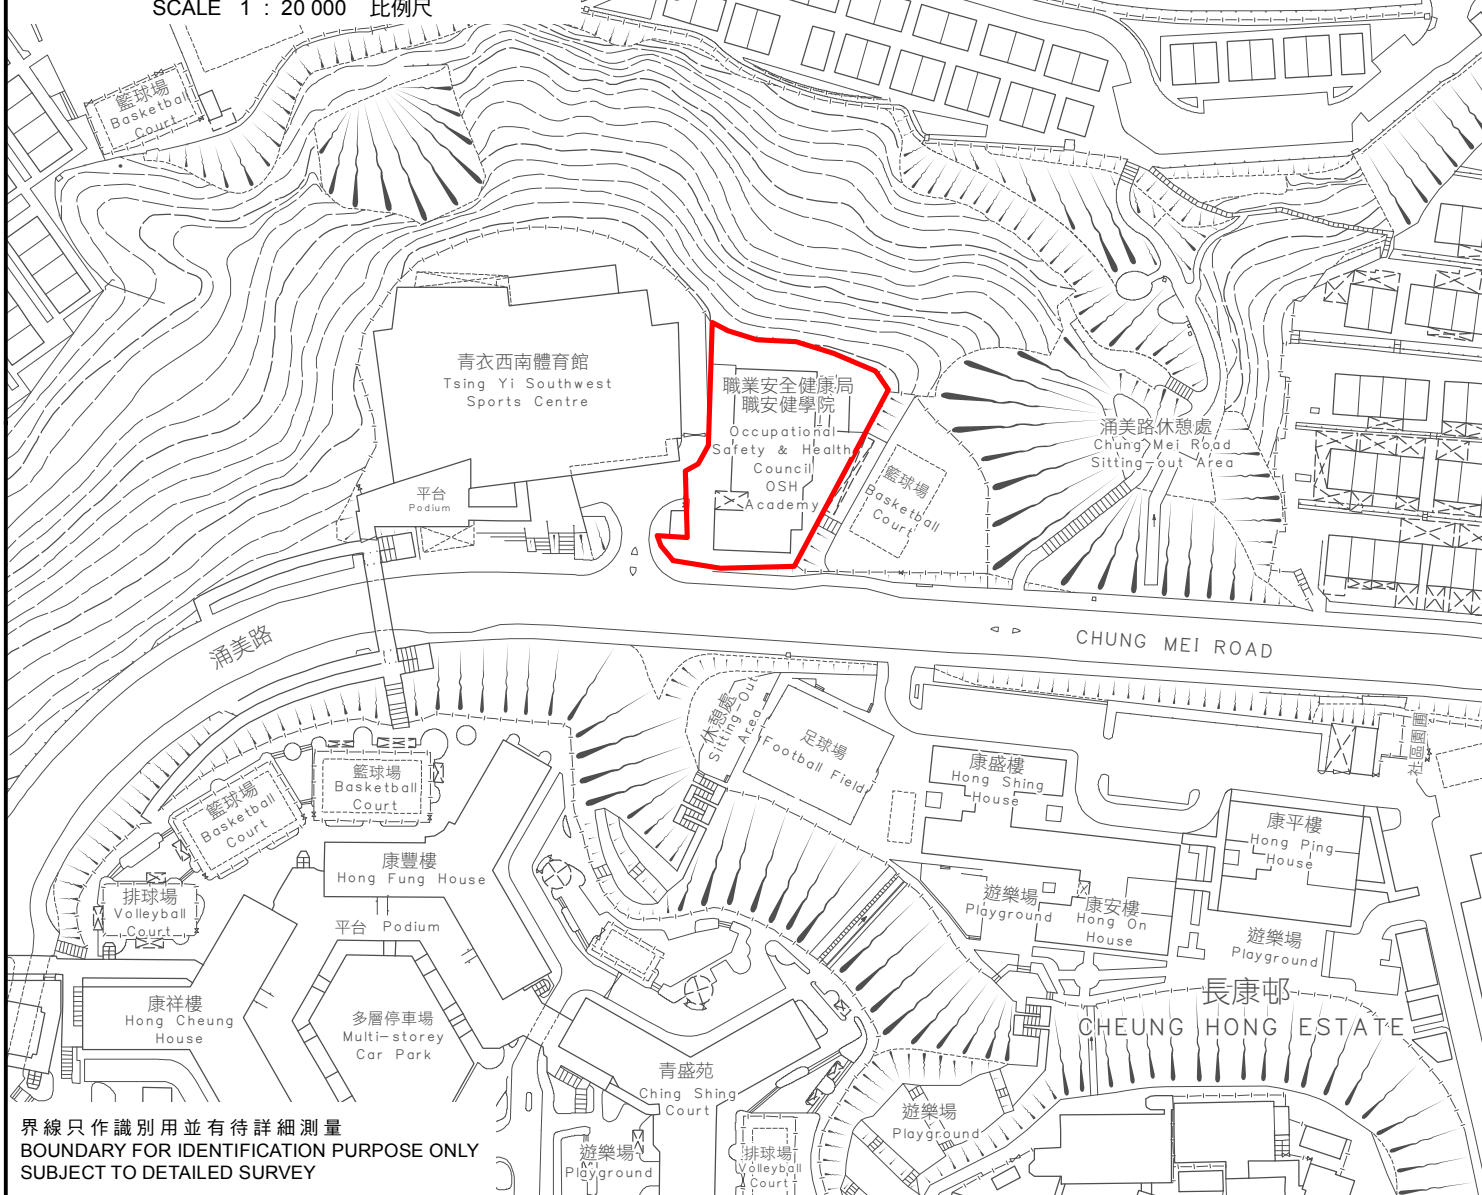 SCALE 1 : 20 000 比例尺
籃球場
Basketball
Court
青衣西南體育館
Tsing Yi Southwest
Sports Centre
職業安全健康局
職安健學院
Occupational
Safety & Health
Council
OSH
Academy
平台
Podium
籃球場
Basketball
Court
涌美路休憩處
Chung Mei Road
Sitting-out Area
涌美路
CHUNG MEI ROAD
休憩處
Sitting-Out
Area
足球場
Football Field
康盛樓
Hong Shing
House
社區園圃
籃球場
Basketball
Court
籃球場
Basketball
Court
康平樓
Hong Ping
House
康豐樓
Hong Fung House
排球場
Volleyball
Court
平台 Podium
遊樂場
Playground
康安樓
Hong On
House
遊樂場
Playground
康祥樓
Hong Cheung
House
多層停車場
Multi-storey
Car Park
長康邨
CHEUNG HONG ESTATE
青盛苑
Ching Shing
Court
遊樂場
Playground
遊樂場
Playground
排球場
Volleyball
Court
界線只作識別用並有待詳細測量
BOUNDARY FOR IDENTIFICATION PURPOSE ONLY
SUBJECT TO DETAILED SURVEY